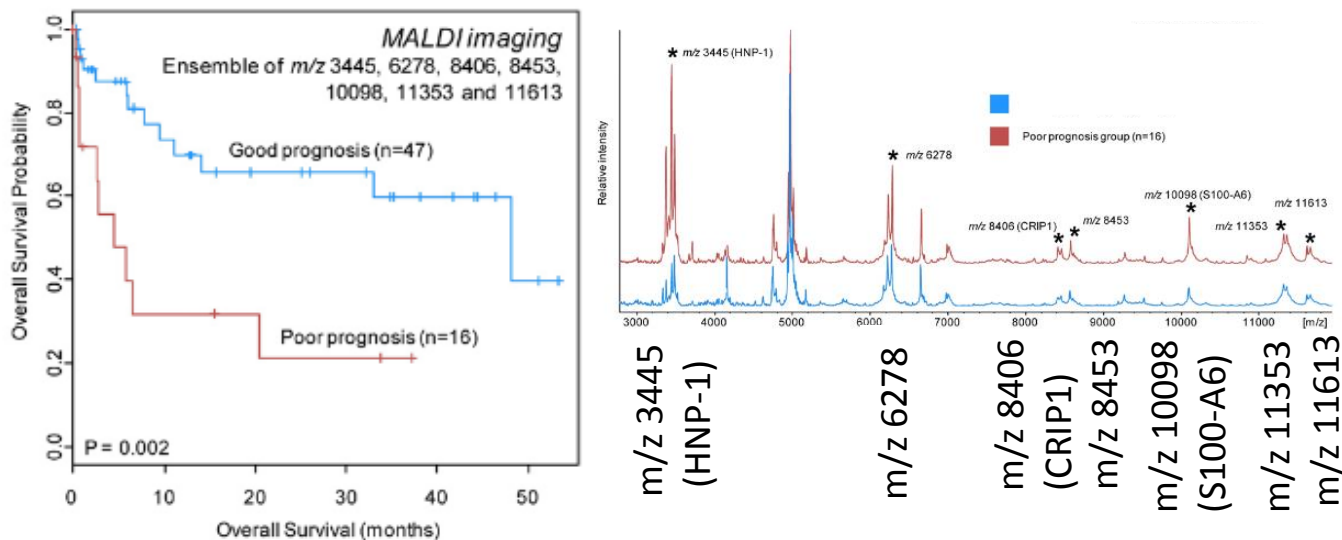 MALDI imaging
Ensemble of m/z 3445, 6278, 8406, 8453,
10098, 11353 and 11613
Good prognosis (n=47)
Poor prognosis (n=16)
P = 0.002
Overall Survival Probability
1.0
0.8
0.6
0.4
0.2
0.0
0 10 20 30 40 50
Overall Survival (months)
* m/z 3445 (HNP-1)
Poor prognosis group (n=16)
* m/z 6278
m/z 8406 (CRIP1)
*
* m/z 8453
m/z 10098 (S100-A6)
*
m/z 11353
*
m/z 11613
*
Relative intensity
3000 4000 5000 6000 7000 8000 9000 10000 11000 [m/z]
m/z 3445
(HNP-1)
m/z 6278
m/z 8406
(CRIP1)
m/z 8453
m/z 10098
(S100-A6)
m/z 11353
m/z 11613